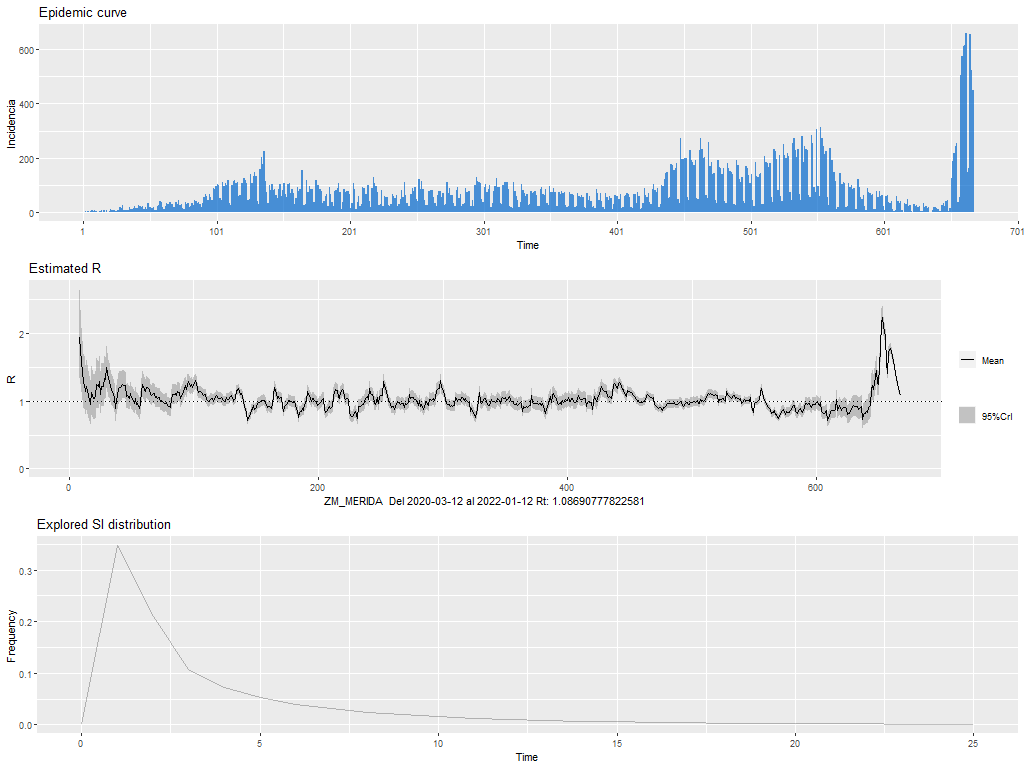 Epidemic curve
600
400
200
0
Incidencia
1
101
201
301
401
501
601
701
Time
Estimated R
2
1
0
R
Mean
95%CrI
0
200
400
600
ZM_MERIDA Del 2020-03-12 al 2022-01-12 Rt: 1.08690777822581
Explored SI distribution
0.3
0.2
0.1
0.0
Frequency
0
5
10
15
20
25
Time